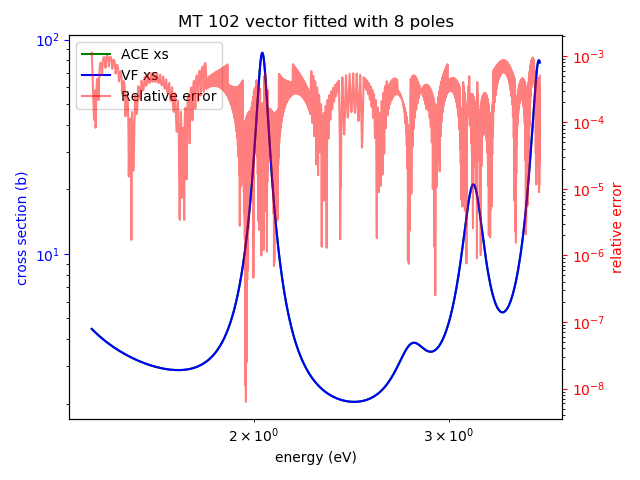 MT 102 vector fitted with 8 poles
ACE xs
VF xs
Relative error
cross section (b)
10²
10¹
relative error
10⁻³
10⁻⁴
10⁻⁵
10⁻⁶
10⁻⁷
10⁻⁸
2 × 10⁰
3 × 10⁰
energy (eV)